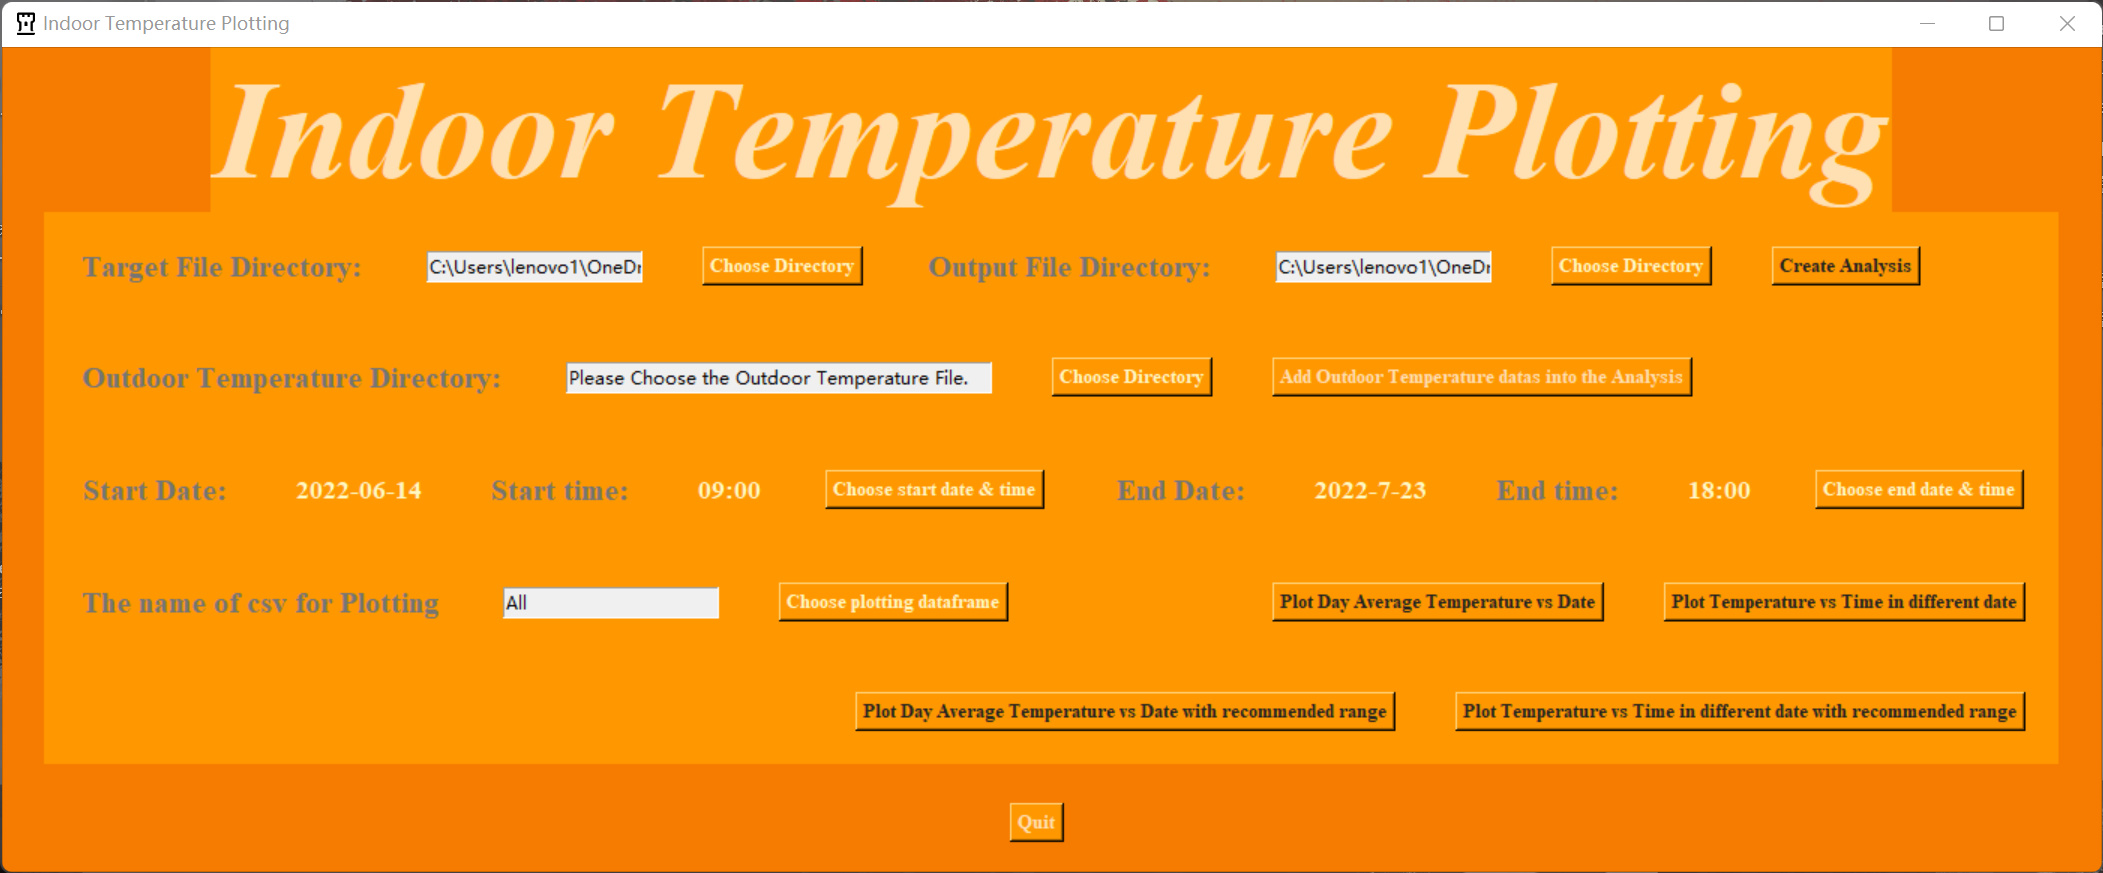 Indoor Temperature Plotting
Indoor Temperature Plotting
Target File Directory: C:\Users\lenovo1\OneDr Choose Directory Output File Directory: C:\Users\lenovo1\OneDr Choose Directory Create Analysis
Outdoor Temperature Directory: Please Choose the Outdoor Temperature File. Choose Directory Add Outdoor Temperature datas into the Analysis
Start Date: 2022-06-14 Start time: 09:00 Choose start date & time End Date: 2022-7-23 End time: 18:00 Choose end date & time
The name of csv for Plotting All Choose plotting dataframe Plot Day Average Temperature vs Date Plot Temperature vs Time in different date
Plot Day Average Temperature vs Date with recommended range Plot Temperature vs Time in different date with recommended range
Quit